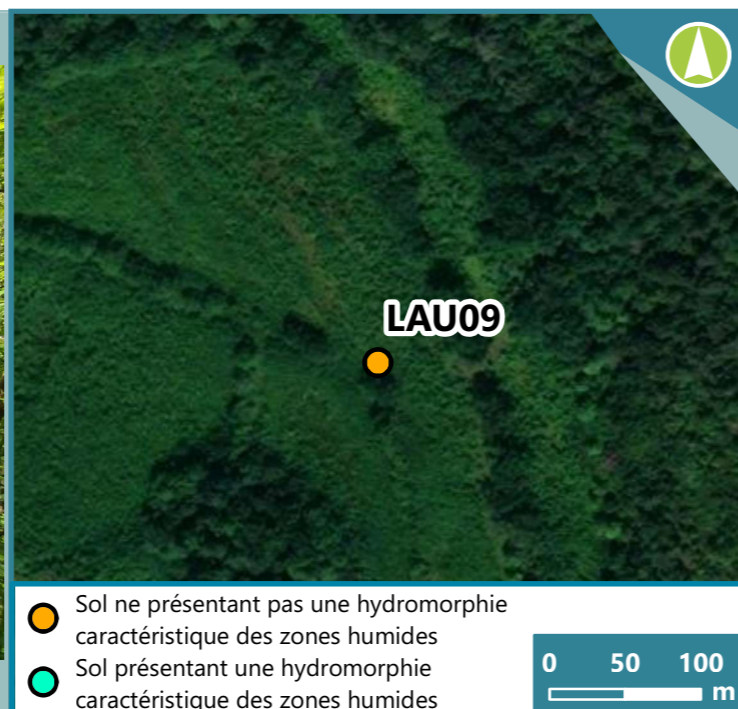 LAU09
Sol ne présentant pas une hydromorphie
caractéristique des zones humides
Sol présentant une hydromorphie
caractéristique des zones humides
0 50 100
m